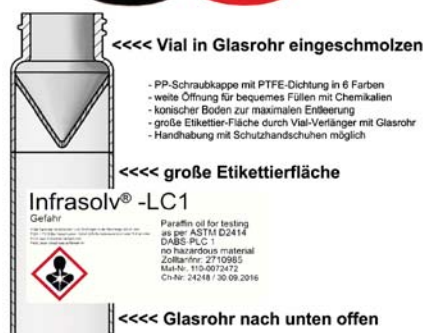 <<<< Vial in Glasrohr eingeschmolzen
- PP-Schraubkappe mit PTFE-Dichtung in 6 Farben
- weite Öffnung für bequemes Füllen mit Chemikalien
- konischer Boden zur maximalen Entleerung
- große Etikettier-Fläche durch Vial-Verlänger mit Glasrohr
- Handhabung mit Schutzhandschuhen möglich
<<<< große Etikettierfläche
Infrasolv® -LC1
Gefahr
Paraffin oil for testing
as per ASTM D2414
DABS-PLC 1
no hazardous material
Zolltarifnr: 2710985
Mat-Nr. 110-0072472
Ch-Nr: 24248 / 30.09.2016
<<<< Glasrohr nach unten offen